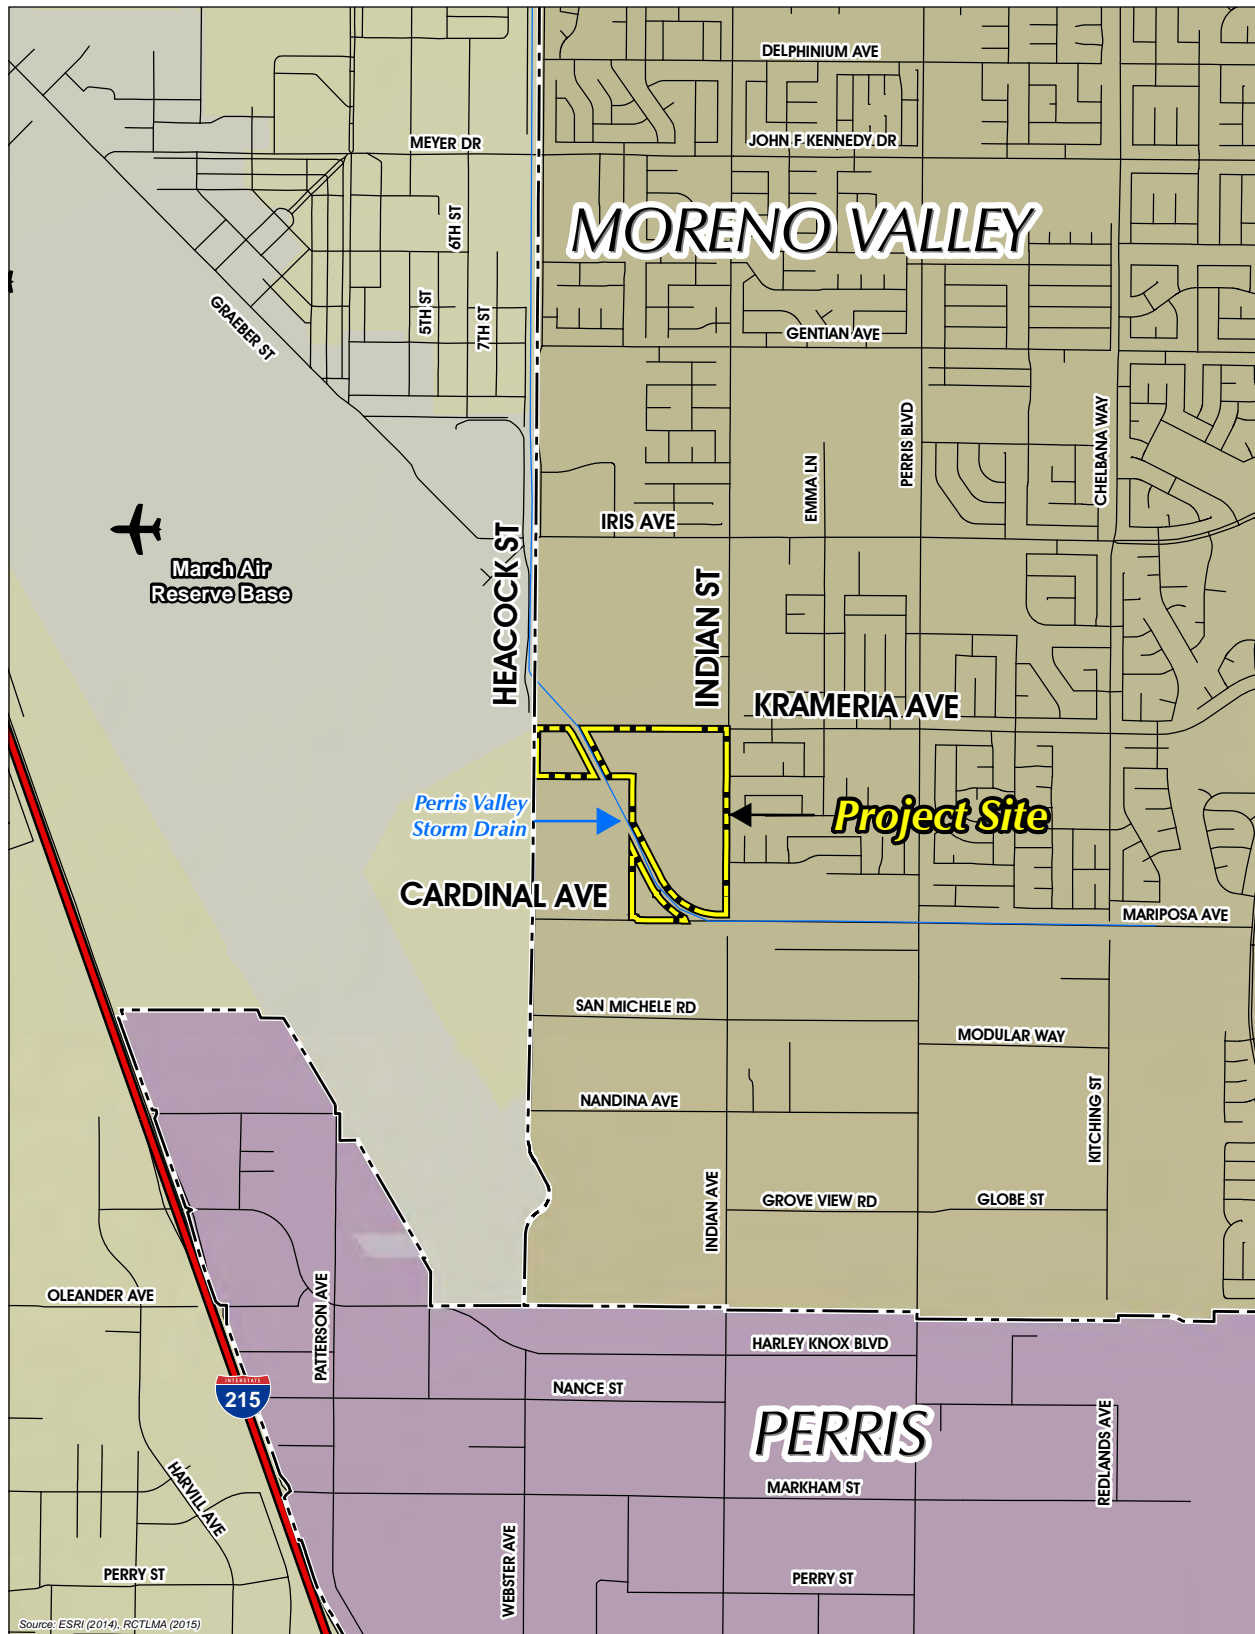 DELPHINIUM AVE
MEYER DR
JOHN F KENNEDY DR
6TH ST
MORENO VALLEY
5TH ST
7TH ST
GRAEBER ST
GENTIAN AVE
PERRIS BLVD
CHELBANA WAY
EMMA LN
IRIS AVE
March Air
Reserve Base
HEACOCK ST
INDIAN ST
KRAMERIA AVE
Perris Valley
Storm Drain
Project Site
CARDINAL AVE
MARIPOSA AVE
SAN MICHELE RD
MODULAR WAY
NANDINA AVE
KITCHING ST
INDIAN AVE
GROVE VIEW RD
GLOBE ST
OLEANDER AVE
PATTERSON AVE
HARLEY KNOX BLVD
INTERSTATE
215
NANCE ST
PERRIS
REDLANDS AVE
HARVILL AVE
MARKHAM ST
WEBSTER AVE
PERRY ST
PERRY ST
Source: ESRI (2014), RCTLMA (2015)